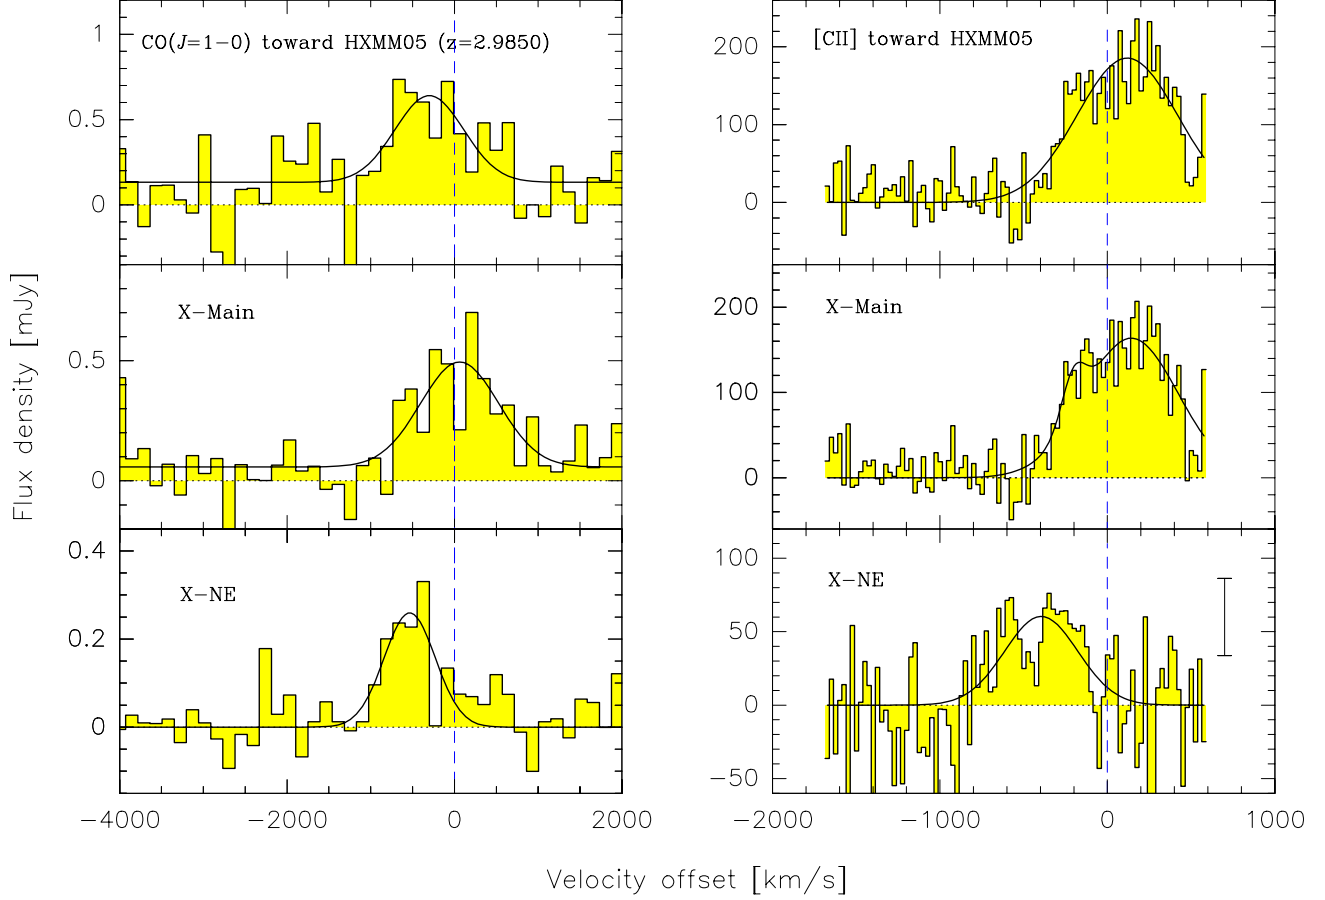 CO(J=1−0) toward HXMM05 (z=2.9850)
1
0.5
0
X−Main
0.5
0
X−NE
0.4
0.2
0
−4000 −2000 0 2000
[CII] toward HXMM05
200
100
0
X−Main
200
100
0
X−NE
100
50
0
−50
−2000 −1000 0 1000
Flux density [mJy]
Velocity offset [km/s]